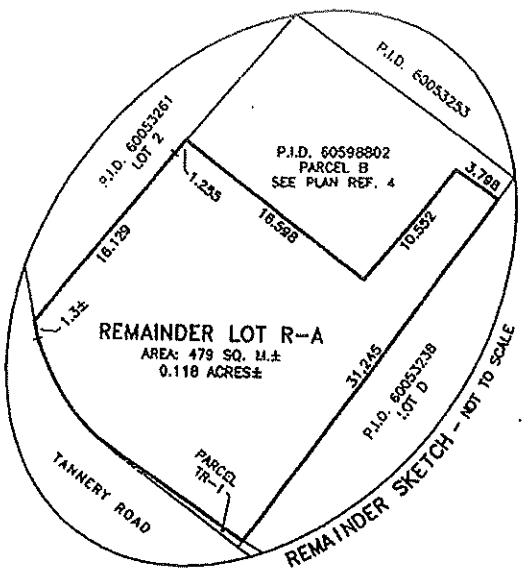 P.I.D. 60053253
P.I.D. 60053261
LOT 2
P.I.D. 60598802
PARCEL B
SEE PLAN REF. 4
3.798
1.255
16.598
10.552
16.129
1.3±
REMAINDER LOT R-A
AREA: 479 SQ. M.±
0.118 ACRES±
31.245
P.I.D. 60053238
LOT D
PARCEL
TR-1
TANNERY ROAD
REMAINDER SKETCH - NOT TO SCALE